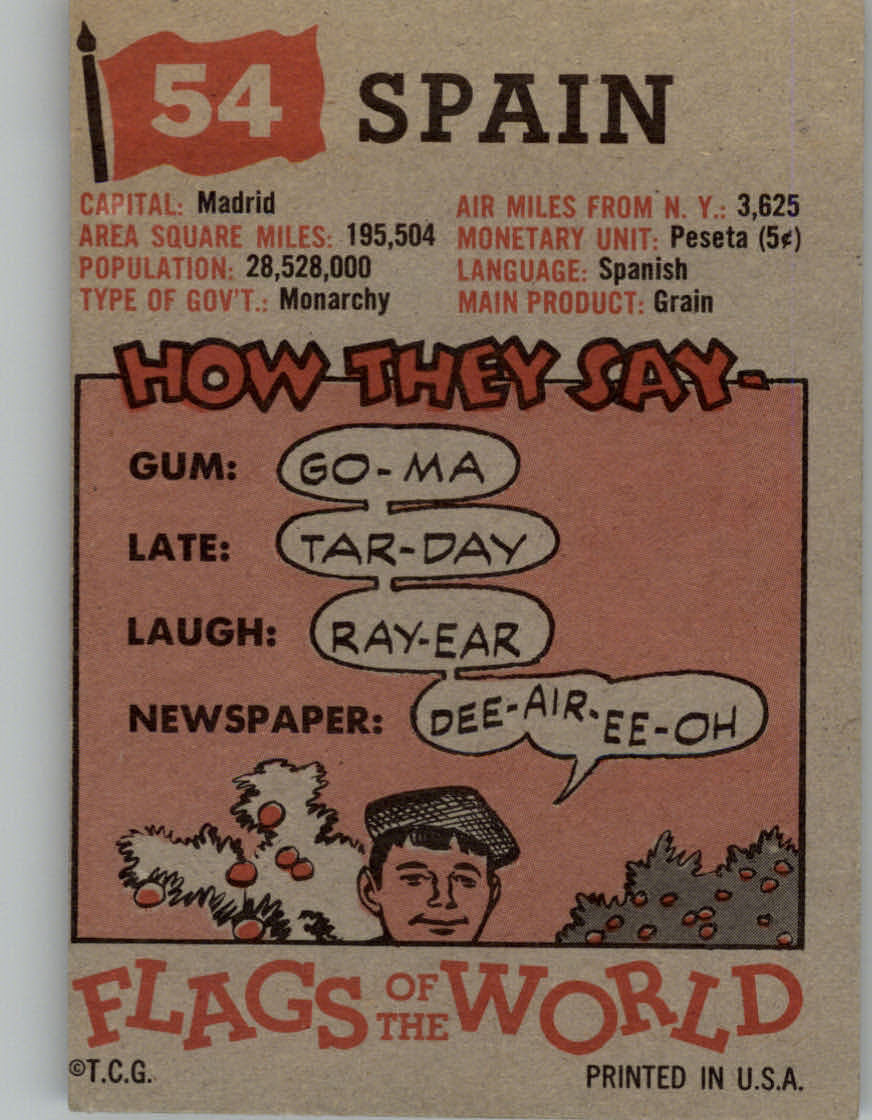 54 SPAIN
CAPITAL: Madrid
AREA SQUARE MILES: 195,504
POPULATION: 28,528,000
TYPE OF GOV'T.: Monarchy
AIR MILES FROM N. Y.: 3,625
MONETARY UNIT: Peseta (5¢)
LANGUAGE: Spanish
MAIN PRODUCT: Grain
HOW THEY SAY-
GUM: GO-MA
LATE: TAR-DAY
LAUGH: RAY-EAR
NEWSPAPER: DEE-AIR-EE-OH
FLAGS OF THE WORLD
©T.C.G. PRINTED IN U.S.A.